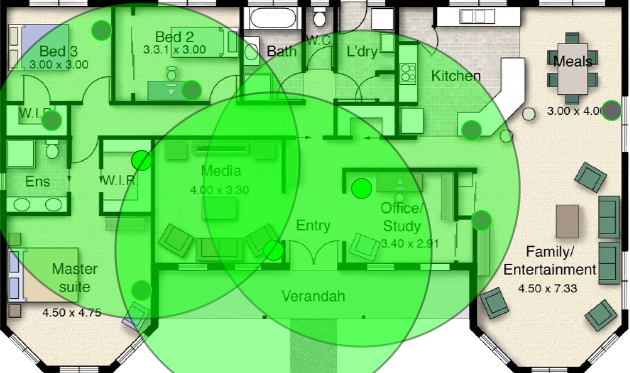 Bed 3
3.00 x 3.00
Bed 2
3.3.1 x 3.00
Bath
W.C
L'dry
Kitchen
Meals
3.00 x 4.00
W.I.R
Ens
W.I.R.
Media
4.00 x 3.30
Entry
Office/
Study
3.40 x 2.91
Master
suite
4.50 x 4.75
Verandah
Family/
Entertainment
4.50 x 7.33